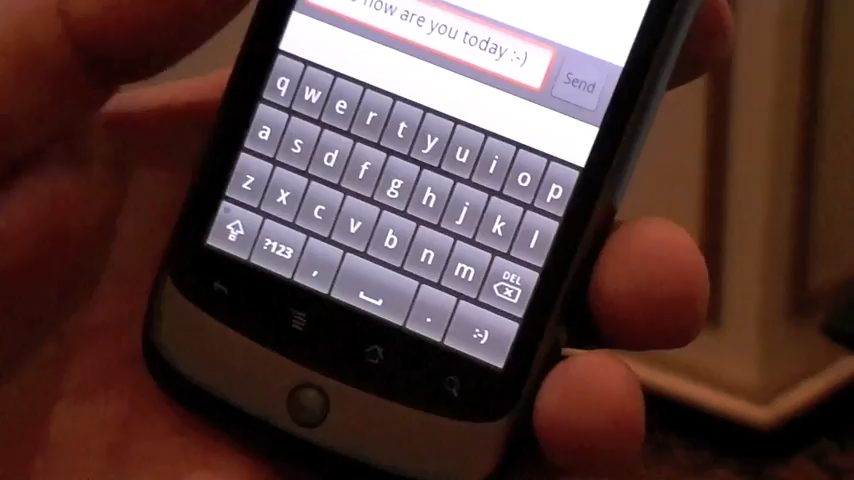 how are you today :-)
Send
q w e r t y u i o p
a s d f g h j k l
z x c v b n m DEL
?123 , . :-)